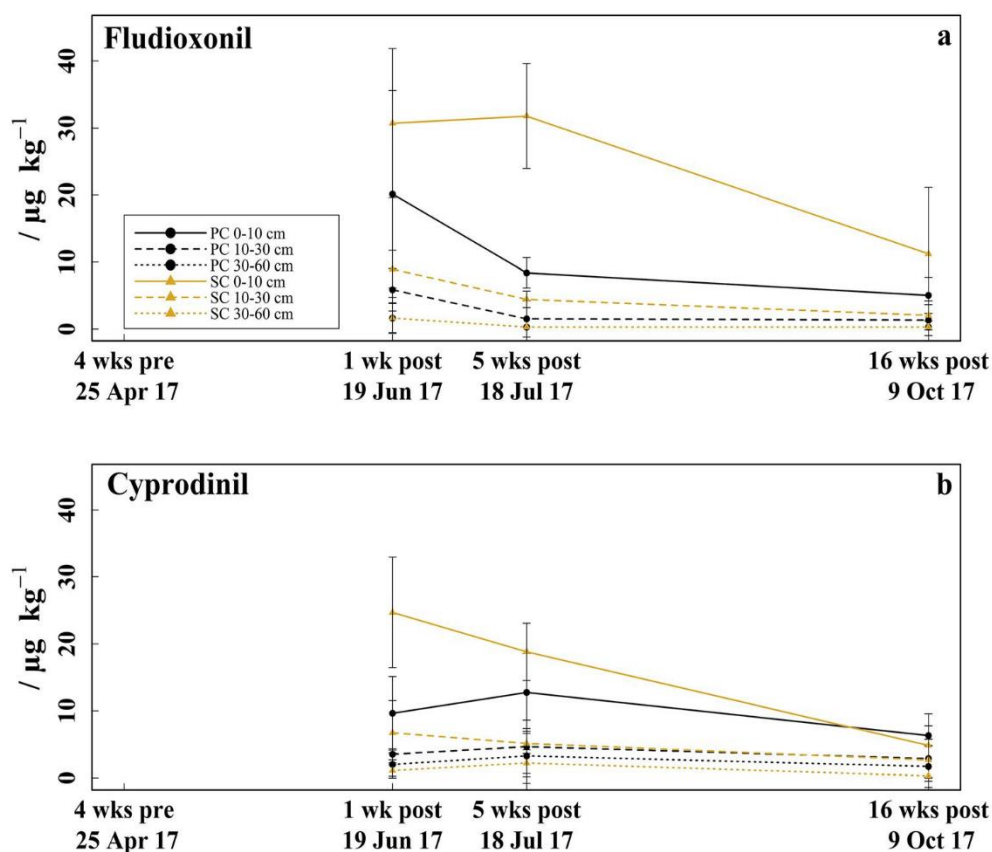 Fludioxonil
a
/ µg kg⁻¹
40
30
20
10
0
PC 0-10 cm
PC 10-30 cm
PC 30-60 cm
SC 0-10 cm
SC 10-30 cm
SC 30-60 cm
4 wks pre 1 wk post 5 wks post 16 wks post
25 Apr 17 19 Jun 17 18 Jul 17 9 Oct 17
Cyprodinil
b
/ µg kg⁻¹
40
30
20
10
0
4 wks pre 1 wk post 5 wks post 16 wks post
25 Apr 17 19 Jun 17 18 Jul 17 9 Oct 17